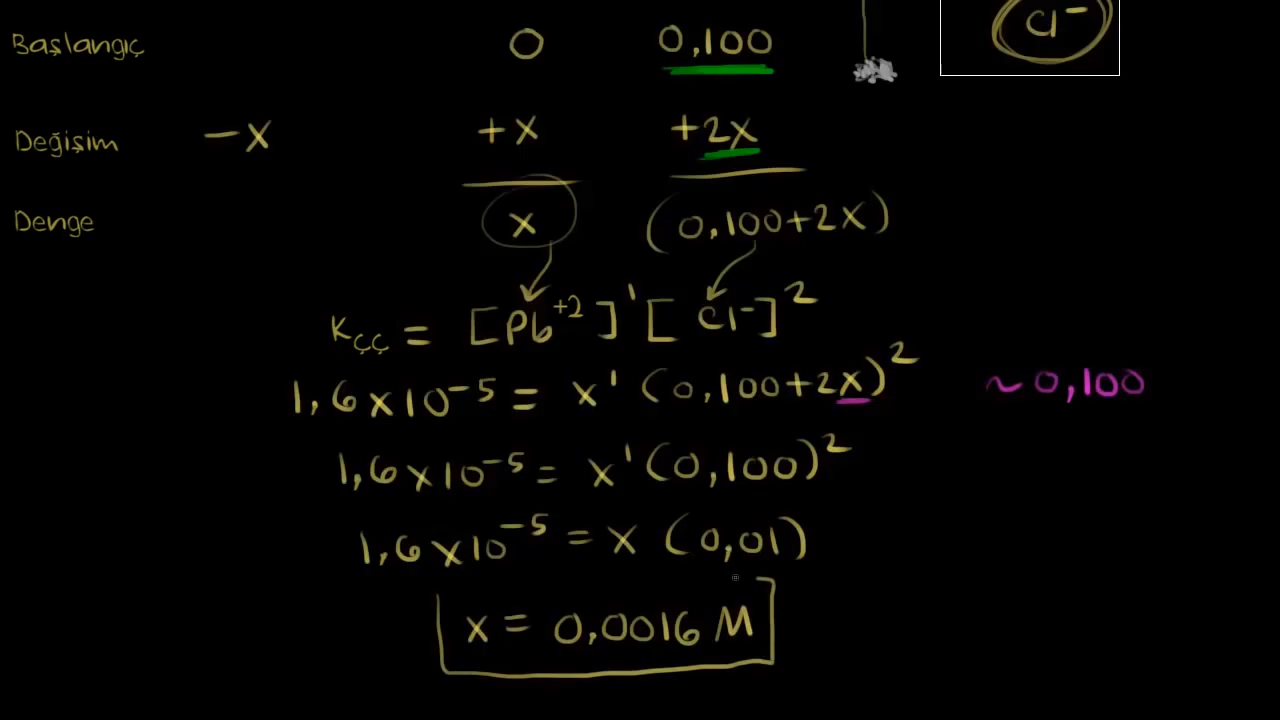 Başlangıç 0 0,100 Cl⁻
Değişim -X +X +2X
Denge X (0,100+2X)
Kçç = [Pb⁺²]¹ [Cl⁻]²
1,6x10⁻⁵ = X¹ (0,100+2X)² ~0,100
1,6x10⁻⁵ = X¹ (0,100)²
1,6x10⁻⁵ = X (0,01)
X = 0,0016 M